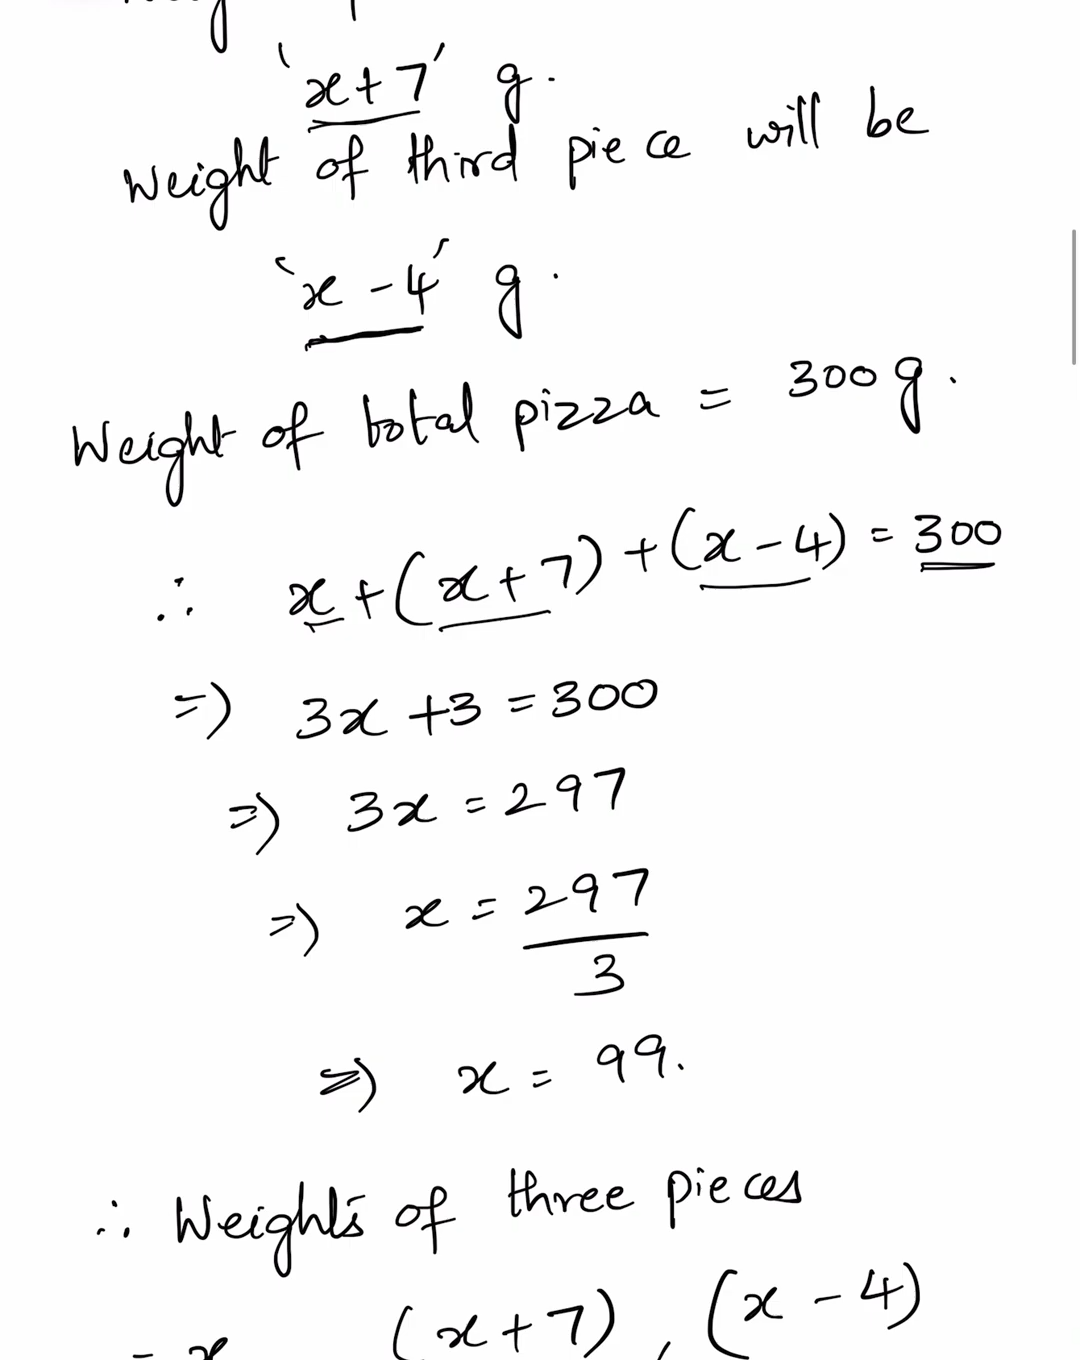 'x+7' g.
Weight of third piece will be
'x - 4' g.
Weight of total pizza = 300 g.
∴ x + (x + 7) + (x - 4) = 300
=) 3x + 3 = 300
=) 3x = 297
=) x = 297/3
=) x = 99.
∴ Weights of three pieces
= x (x + 7), (x - 4)